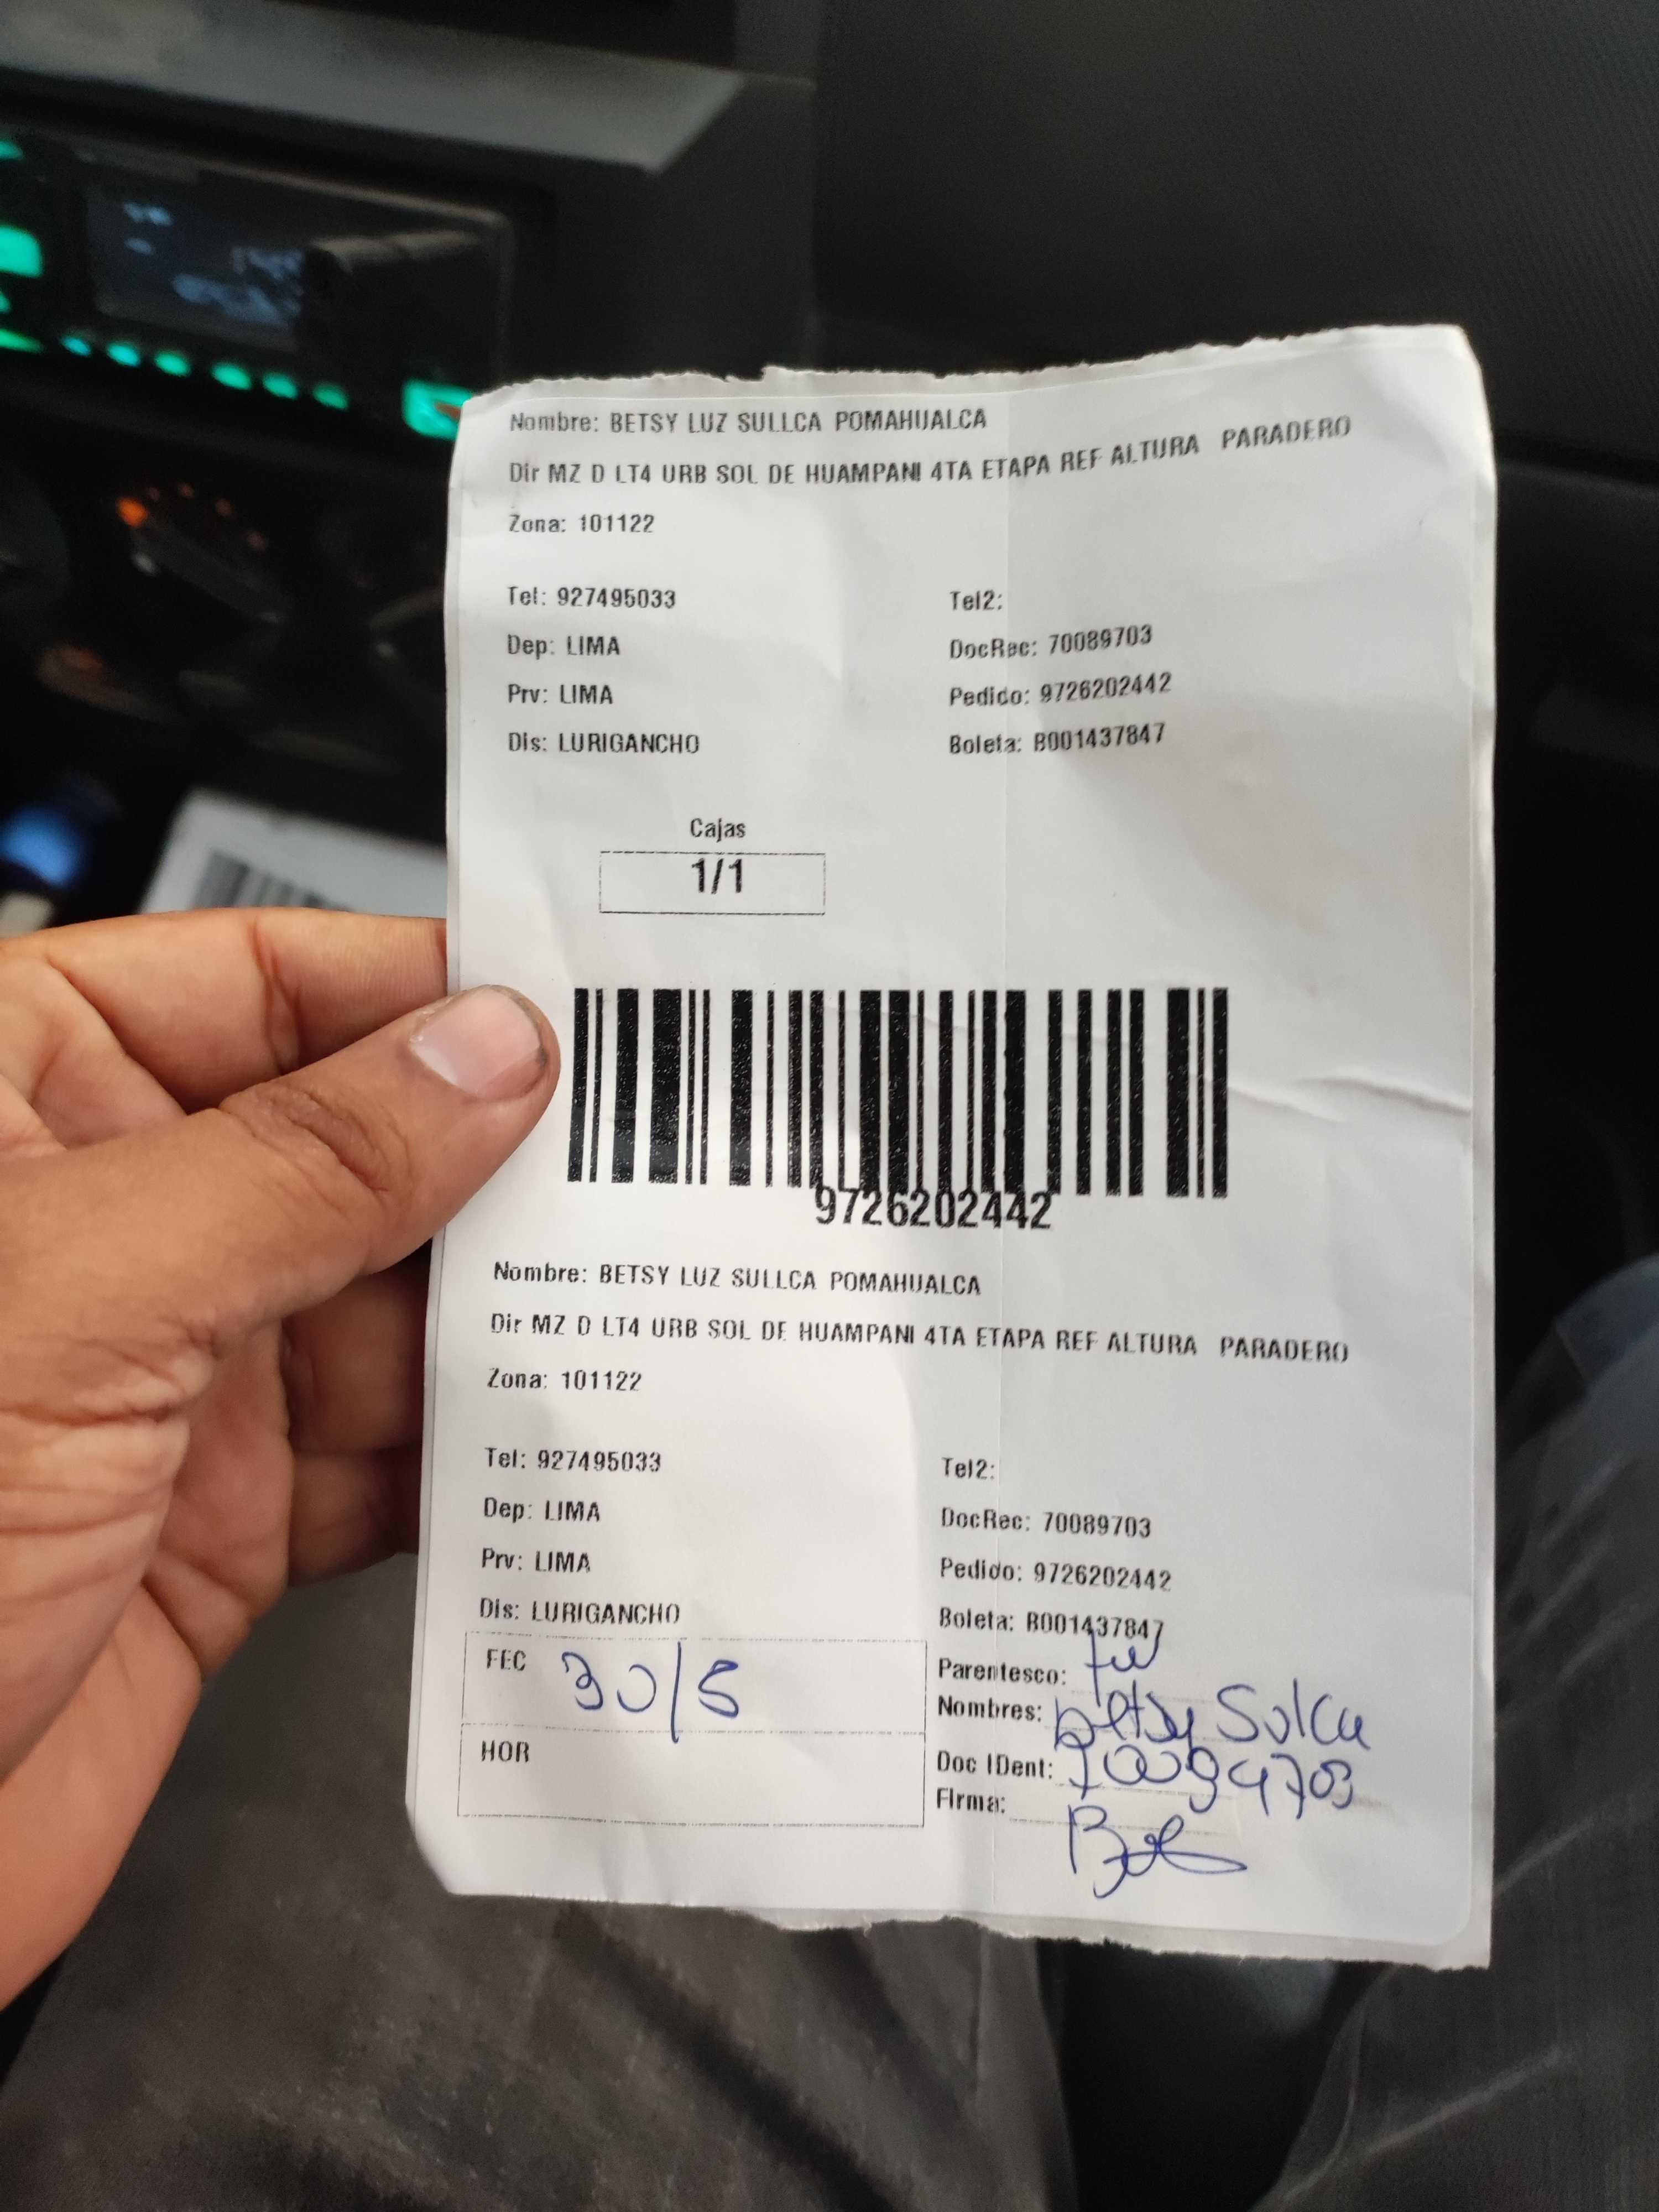 Nombre: BETSY LUZ SULLCA POMAHUALCA
Dir MZ D LT4 URB SOL DE HUAMPANI 4TA ETAPA REF ALTURA PARADERO
Zona: 101122
Tel: 927495033 Tel2:
Dep: LIMA DocRec: 70089703
Prv: LIMA Pedido: 9726202442
Dis: LURIGANCHO Boleta: B001437847
Cajas
1/1
9726202442
Nombre: BETSY LUZ SULLCA POMAHUALCA
Dir MZ D LT4 URB SOL DE HUAMPANI 4TA ETAPA REF ALTURA PARADERO
Zona: 101122
Tel: 927495033 Tel2:
Dep: LIMA DocRec: 70089703
Prv: LIMA Pedido: 9726202442
Dis: LURIGANCHO Boleta: B001437847
FEC 30/5
HOR
Parentesco:
Nombres: betsy Sulca
Doc IDent:
Firma: